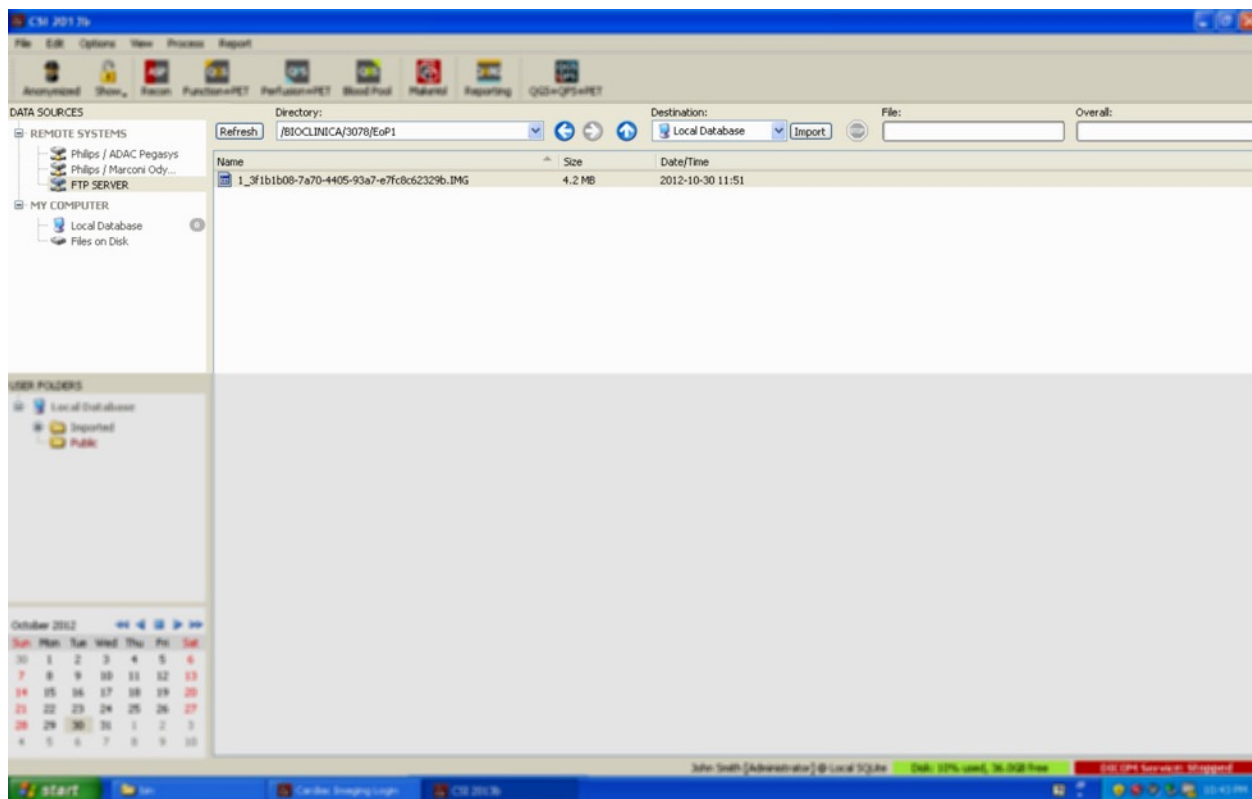 CSI 2013b
File Edit Options View Process Report
Anonymized Show... Recon Function+PET Perfusion+PET Blood Pool Reporting QGS+QPS+PET
DATA SOURCES
REMOTE SYSTEMS
Philips / ADAC Pegasys
Philips / Marconi Ody...
FTP SERVER
MY COMPUTER
Local Database 0
Files on Disk
Directory: Destination: File: Overall:
Refresh /BIOCLINICA/3078/EoP1 Local Database Import
Name Size Date/Time
1_3f1b1b08-7a70-4405-93a7-e7fc8c62329b.IMG 4.2 MB 2012-10-30 11:51
USER FOLDERS
Local Database
Imported
Public
October 2012
Sun Mon Tue Wed Thu Fri Sat
30 1 2 3 4 5 6
7 8 9 10 11 12 13
14 15 16 17 18 19 20
21 22 23 24 25 26 27
28 29 30 31 1 2 3
4 5 6 7 8 9 10
John Smith [Administrator] @ Local SQLite Disk: 10% used, 36.0GB free DICOM Service: Stopped
start bin Cardiac Imaging Login CSI 2013b 10:43 PM